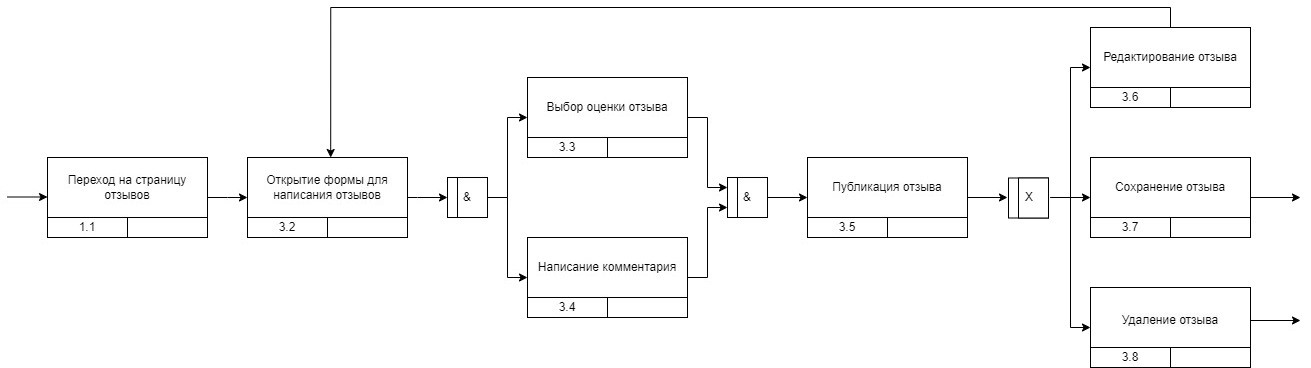 Переход на страницу
отзывов
1.1
Открытие формы для
написания отзывов
3.2
&
Выбор оценки отзыва
3.3
Написание комментария
3.4
&
Публикация отзыва
3.5
X
Редактирование отзыва
3.6
Сохранение отзыва
3.7
Удаление отзыва
3.8